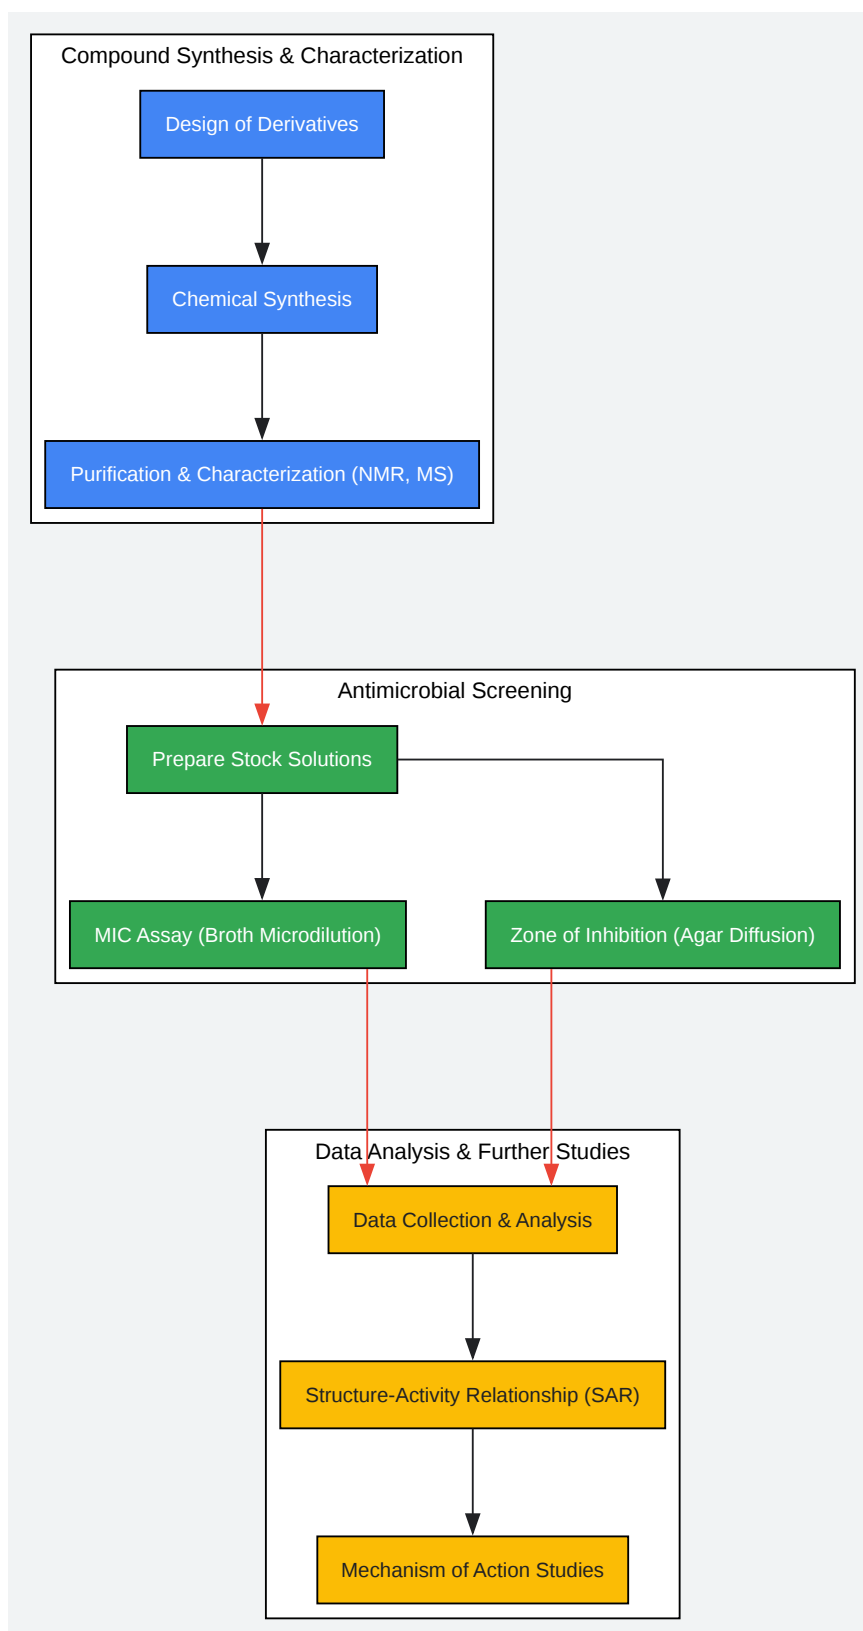 Compound Synthesis & Characterization
Design of Derivatives
Chemical Synthesis
Purification & Characterization (NMR, MS)
Antimicrobial Screening
Prepare Stock Solutions
MIC Assay (Broth Microdilution)
Zone of Inhibition (Agar Diffusion)
Data Analysis & Further Studies
Data Collection & Analysis
Structure-Activity Relationship (SAR)
Mechanism of Action Studies